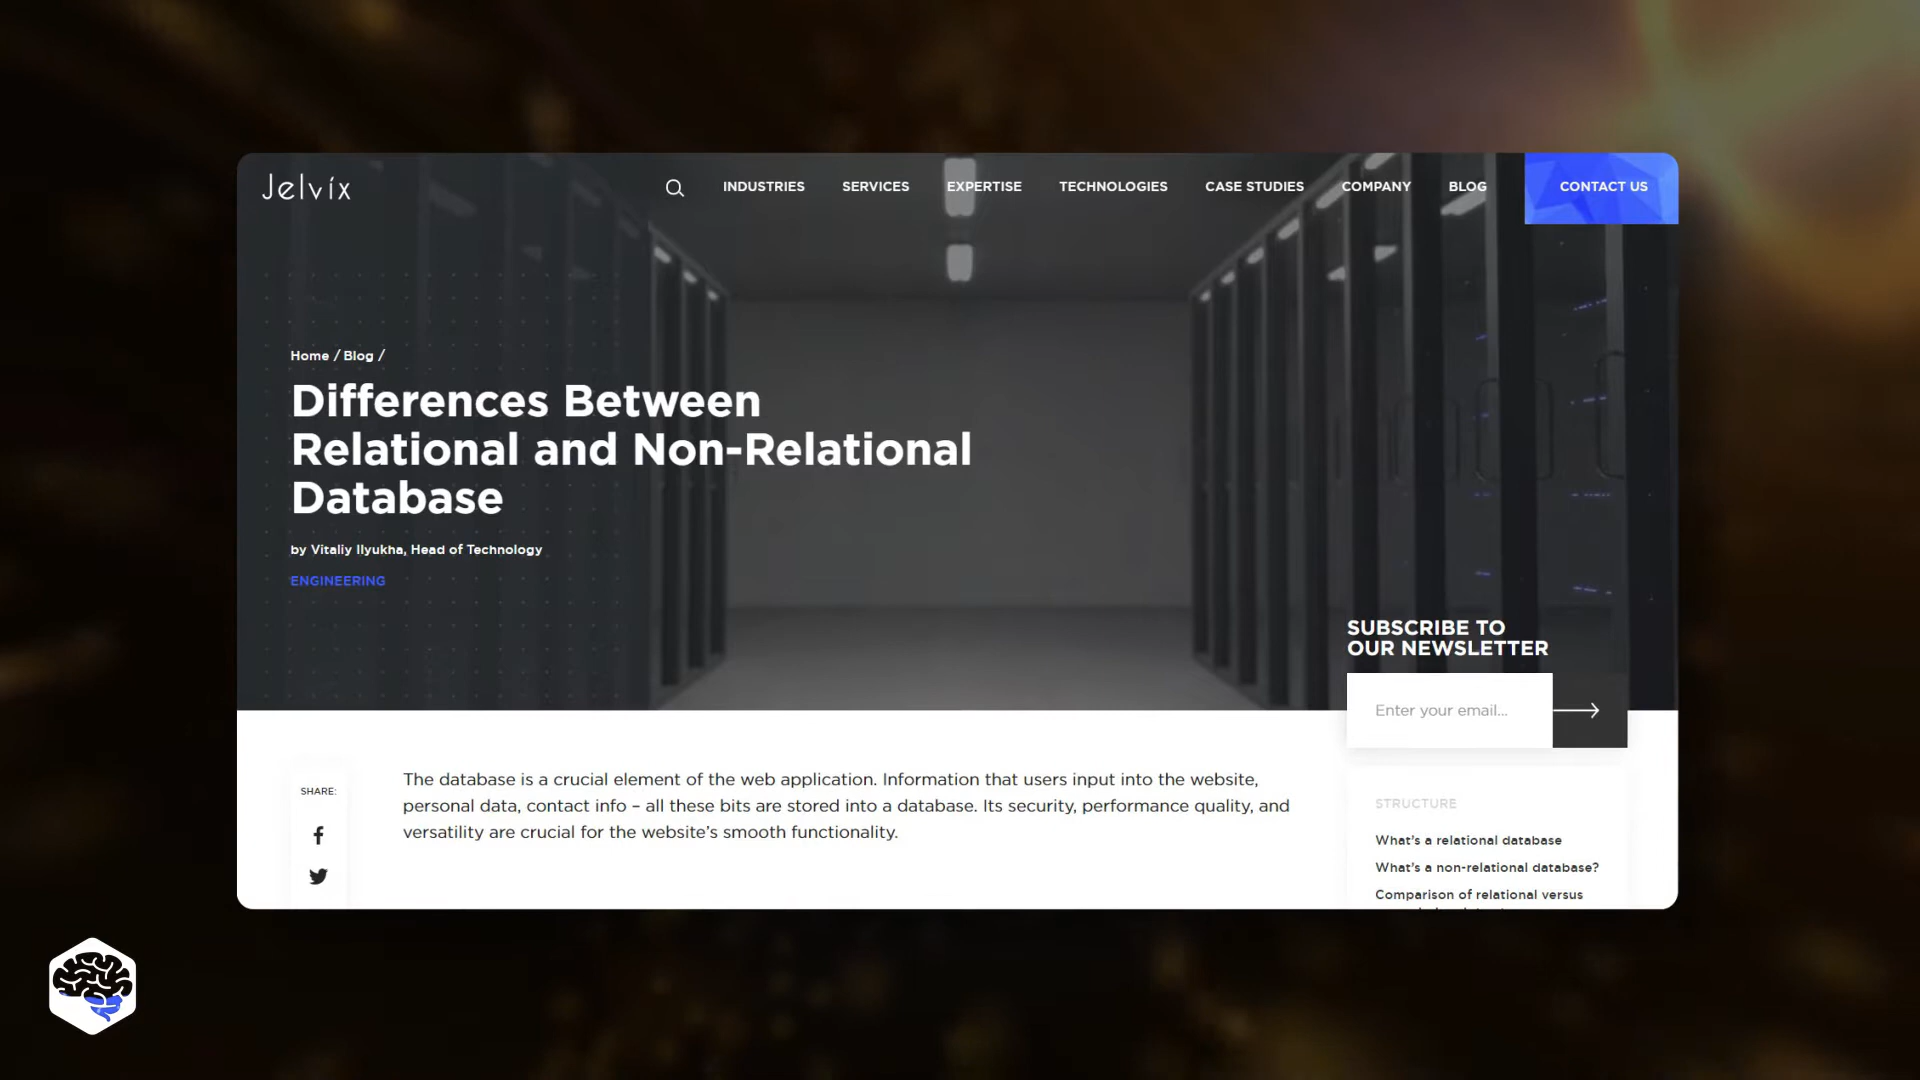 Jelvix
INDUSTRIES
SERVICES
EXPERTISE
TECHNOLOGIES
CASE STUDIES
COMPANY
BLOG
CONTACT US
Home / Blog /
Differences Between
Relational and Non-Relational
Database
by Vitaliy Ilyukha, Head of Technology
ENGINEERING
SUBSCRIBE TO
OUR NEWSLETTER
Enter your email...
SHARE:
The database is a crucial element of the web application. Information that users input into the website,
personal data, contact info – all these bits are stored into a database. Its security, performance quality, and
versatility are crucial for the website's smooth functionality.
STRUCTURE
What's a relational database
What's a non-relational database?
Comparison of relational versus